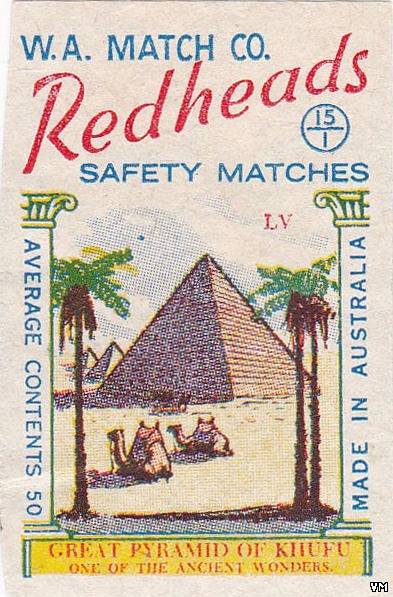 W.A. MATCH CO.
Redheads
15
1
SAFETY MATCHES
LV
AVERAGE CONTENTS 50
MADE IN AUSTRALIA
GREAT PYRAMID OF KHUFU
ONE OF THE ANCIENT WONDERS.
VM